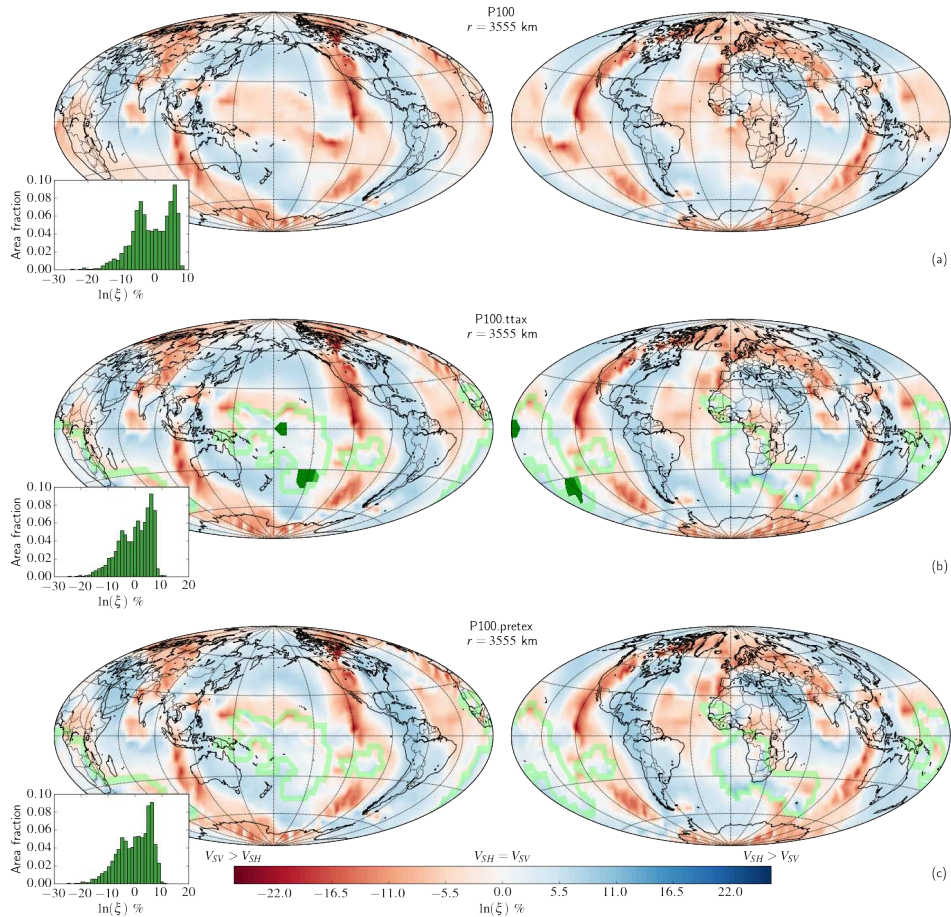 P100
r = 3555 km
0.10
0.08
0.06
0.04
0.02
0.00
Area fraction
−30 −20 −10 0 10
ln(ξ) %
(a)
P100.ttax
r = 3555 km
0.10
0.08
0.06
0.04
0.02
0.00
Area fraction
−30 −20 −10 0 10 20
ln(ξ) %
(b)
P100.pretex
r = 3555 km
0.10
0.08
0.06
0.04
0.02
0.00
Area fraction
−30 −20 −10 0 10 20
ln(ξ) %
V_SV > V_SH V_SH = V_SV V_SH > V_SV
−22.0 −16.5 −11.0 −5.5 0.0 5.5 11.0 16.5 22.0
ln(ξ) %
(c)